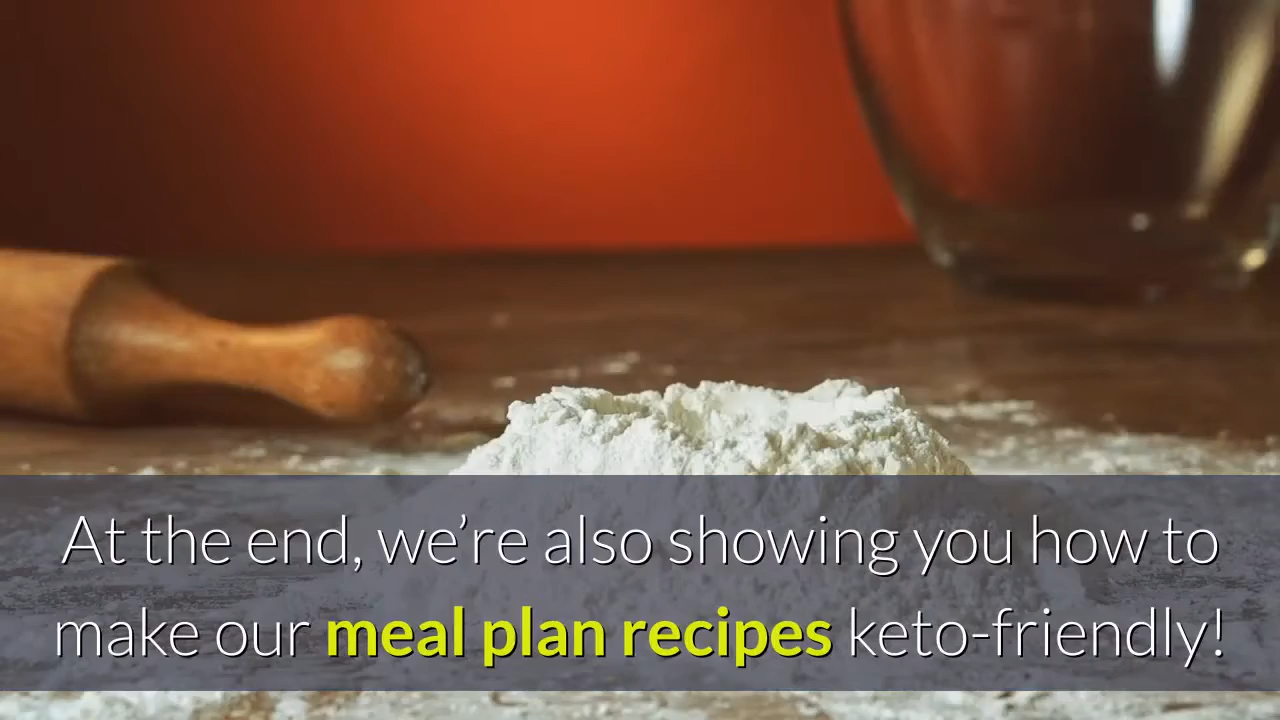 At the end, we’re also showing you how to
make our meal plan recipes keto-friendly!